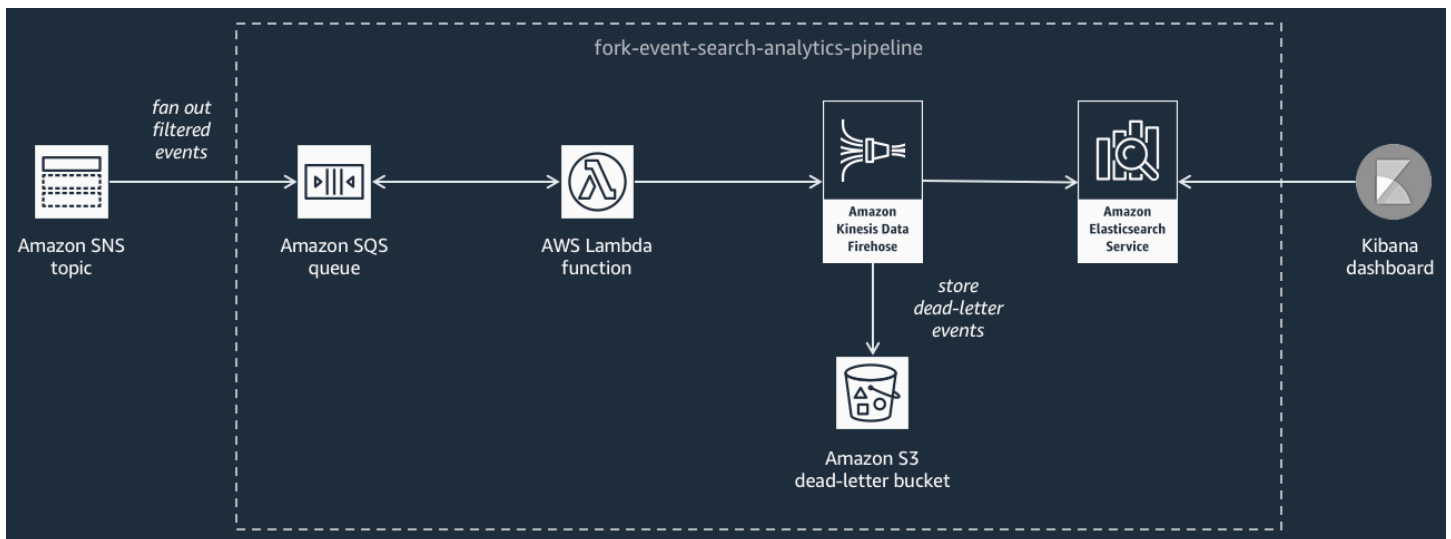 fork-event-search-analytics-pipeline
fan out
filtered
events
Amazon SNS
topic
Amazon SQS
queue
AWS Lambda
function
Amazon
Kinesis Data
Firehose
Amazon
Elasticsearch
Service
Kibana
dashboard
store
dead-letter
events
Amazon S3
dead-letter bucket